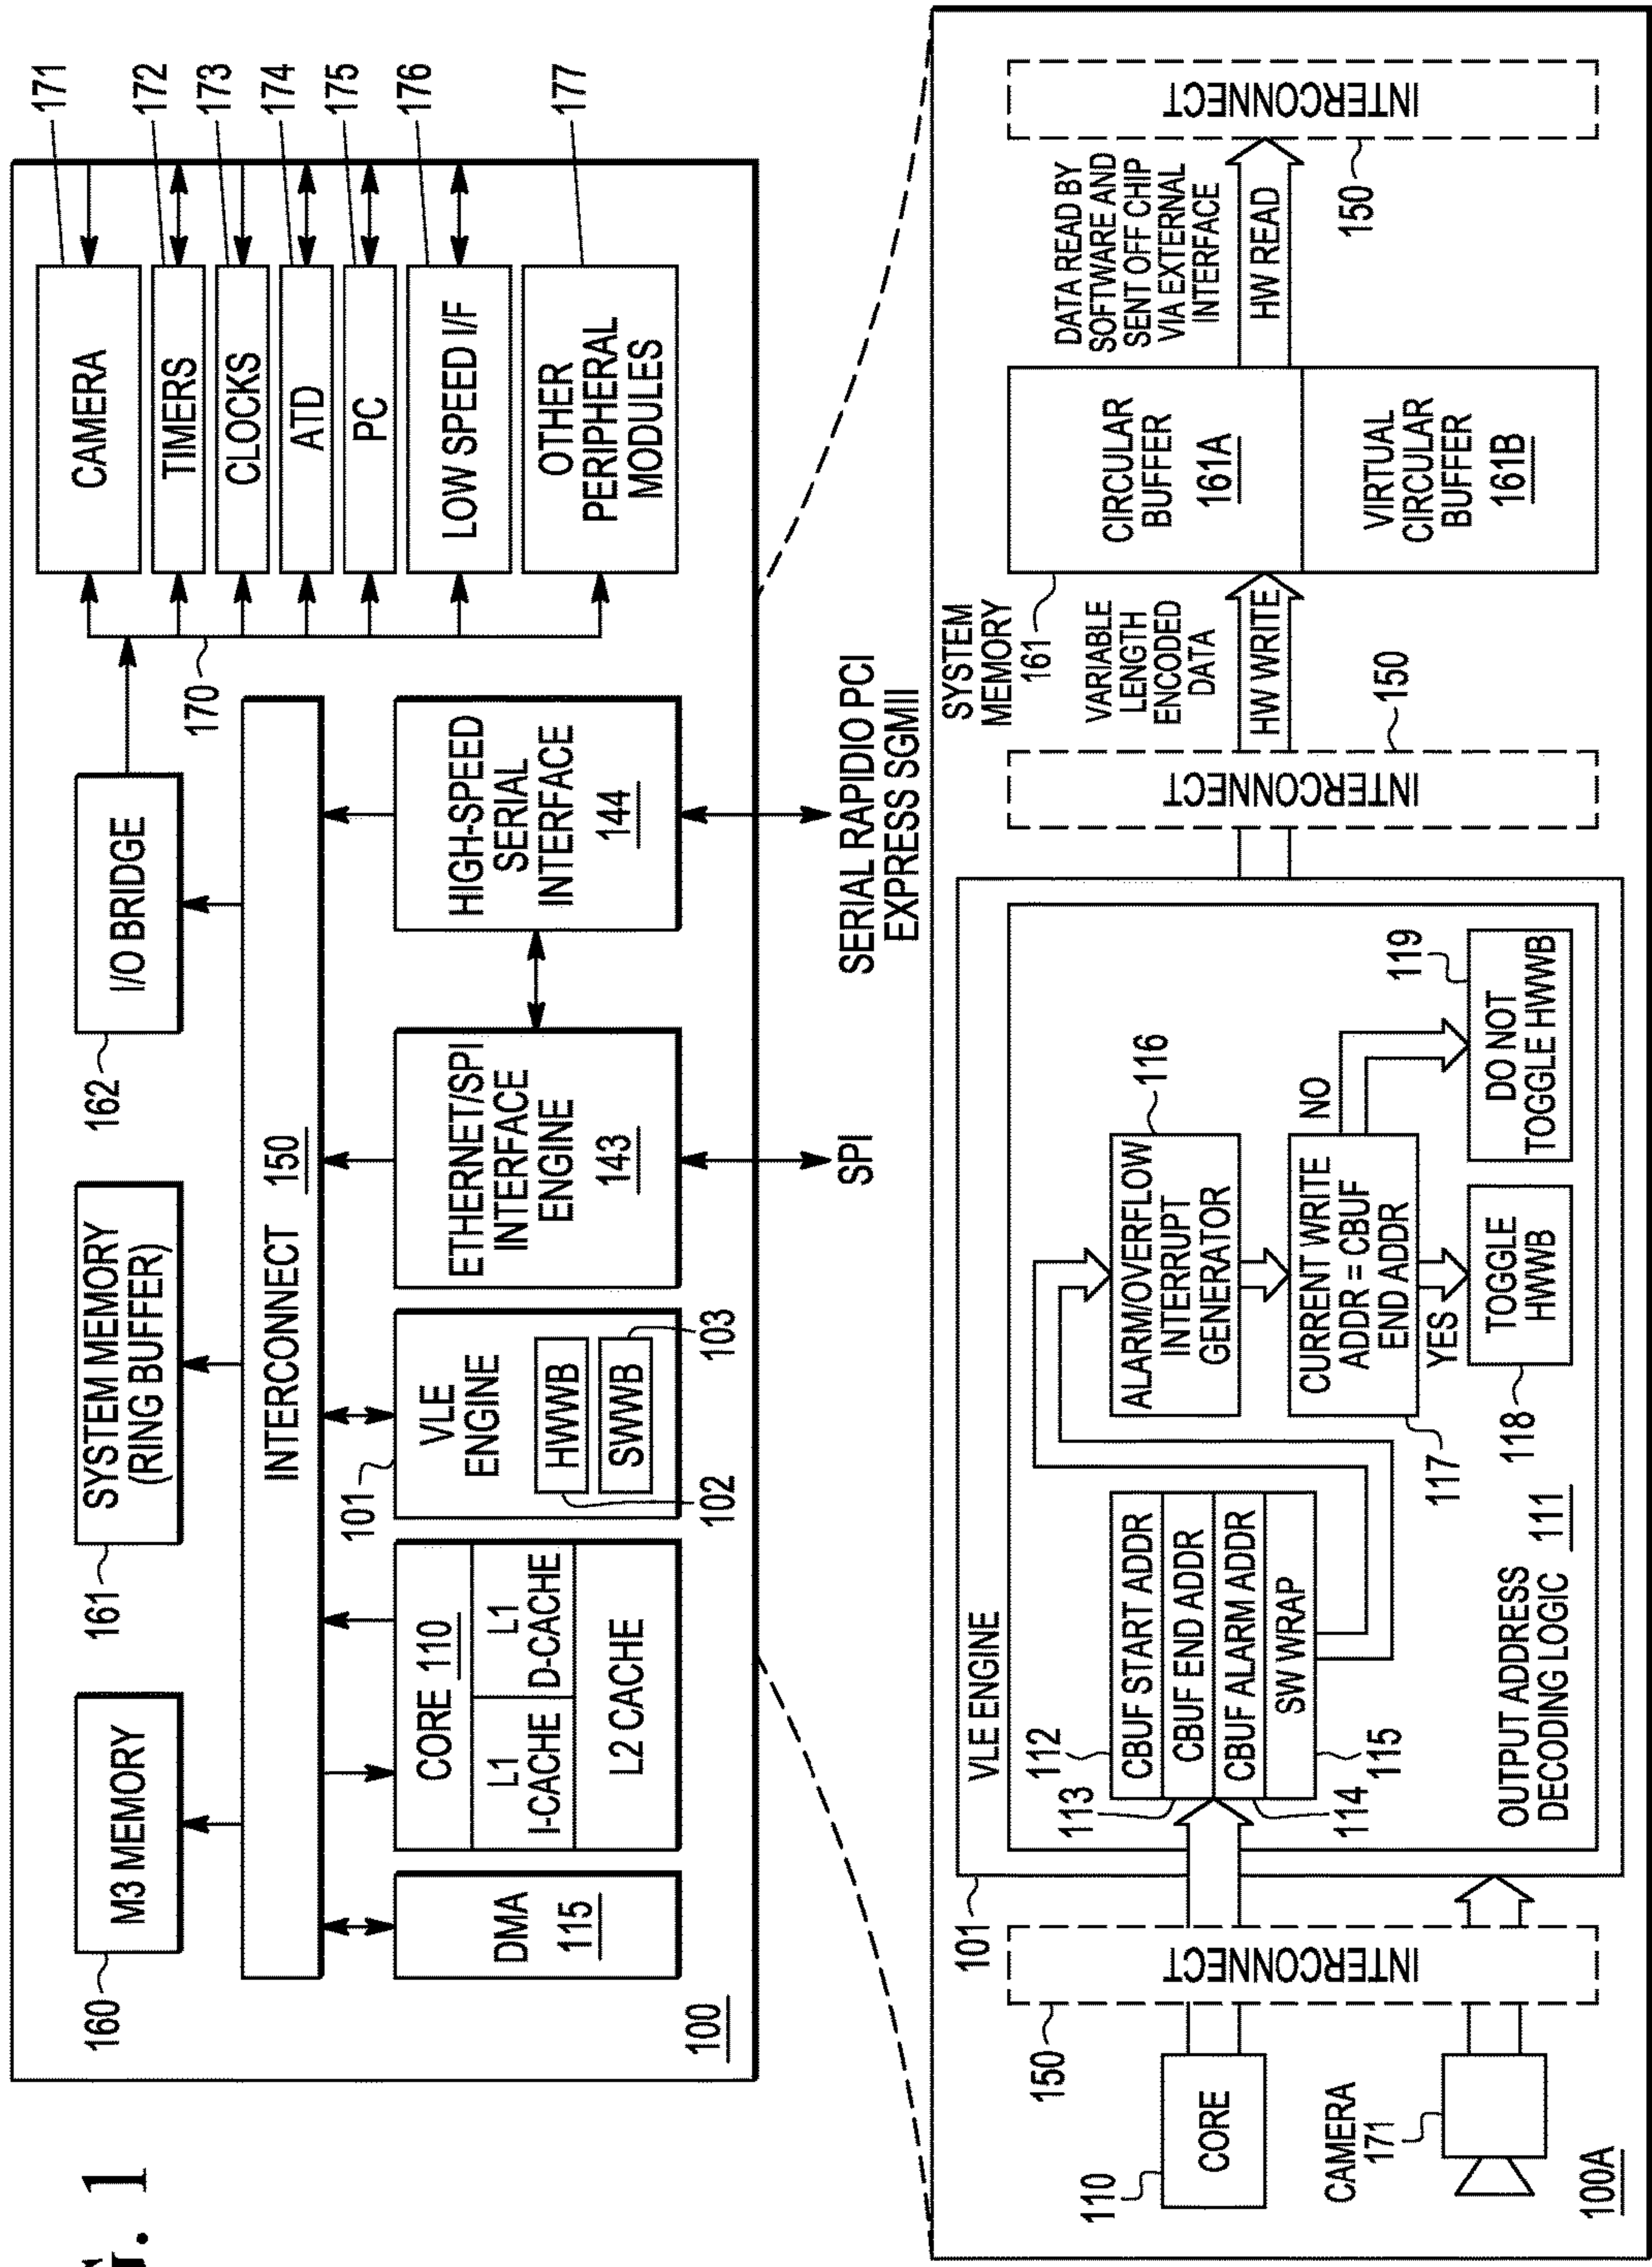 G. 1
M3 MEMORY
160
SYSTEM MEMORY
(RING BUFFER)
161
I/O BRIDGE
162
INTERCONNECT 150
170
DMA
115
CORE 110
L1
I-CACHE
L1
D-CACHE
L2 CACHE
101
VLE
ENGINE
HWWB
SWWB
102
103
ETHERNET/SPI
INTERFACE
ENGINE
143
HIGH-SPEED
SERIAL
INTERFACE
144
CAMERA
TIMERS
CLOCKS
ATD
PC
LOW SPEED I/F
OTHER
PERIPHERAL
MODULES
171
172
173
174
175
176
177
100
SPI
SERIAL RAPIDIO PCI
EXPRESS SGMII
110
CORE
CAMERA
171
100A
150
INTERCONNECT
101
VLE ENGINE
112
CBUF START ADDR
113
CBUF END ADDR
CBUF ALARM ADDR
114
SW WRAP
115
OUTPUT ADDRESS
DECODING LOGIC 111
ALARM/OVERFLOW
INTERRUPT
GENERATOR
116
CURRENT WRITE
ADDR = CBUF
END ADDR
117
YES
NO
TOGGLE
HWWB
118
DO NOT
TOGGLE HWWB
119
INTERCONNECT
150
SYSTEM
MEMORY
161
VARIABLE
LENGTH
ENCODED
DATA
HW WRITE
CIRCULAR
BUFFER
161A
VIRTUAL
CIRCULAR
BUFFER
161B
DATA READ BY
SOFTWARE AND
SENT OFF CHIP
VIA EXTERNAL
INTERFACE
HW READ
INTERCONNECT
150